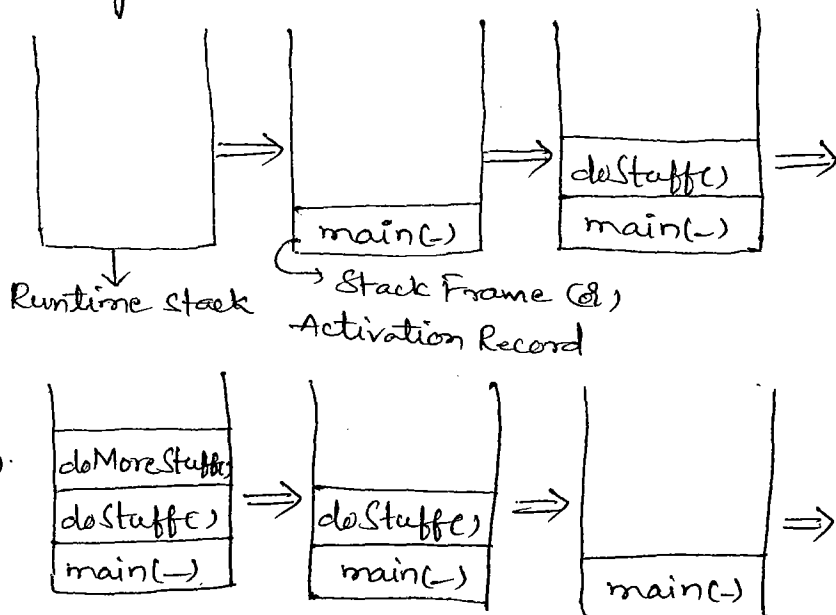 main(-)
doStuff()
main(-)
Runtime Stack
Stack Frame (or)
Activation Record
doMoreStuff()
doStuff()
main(-)
doStuff()
main(-)
main(-)